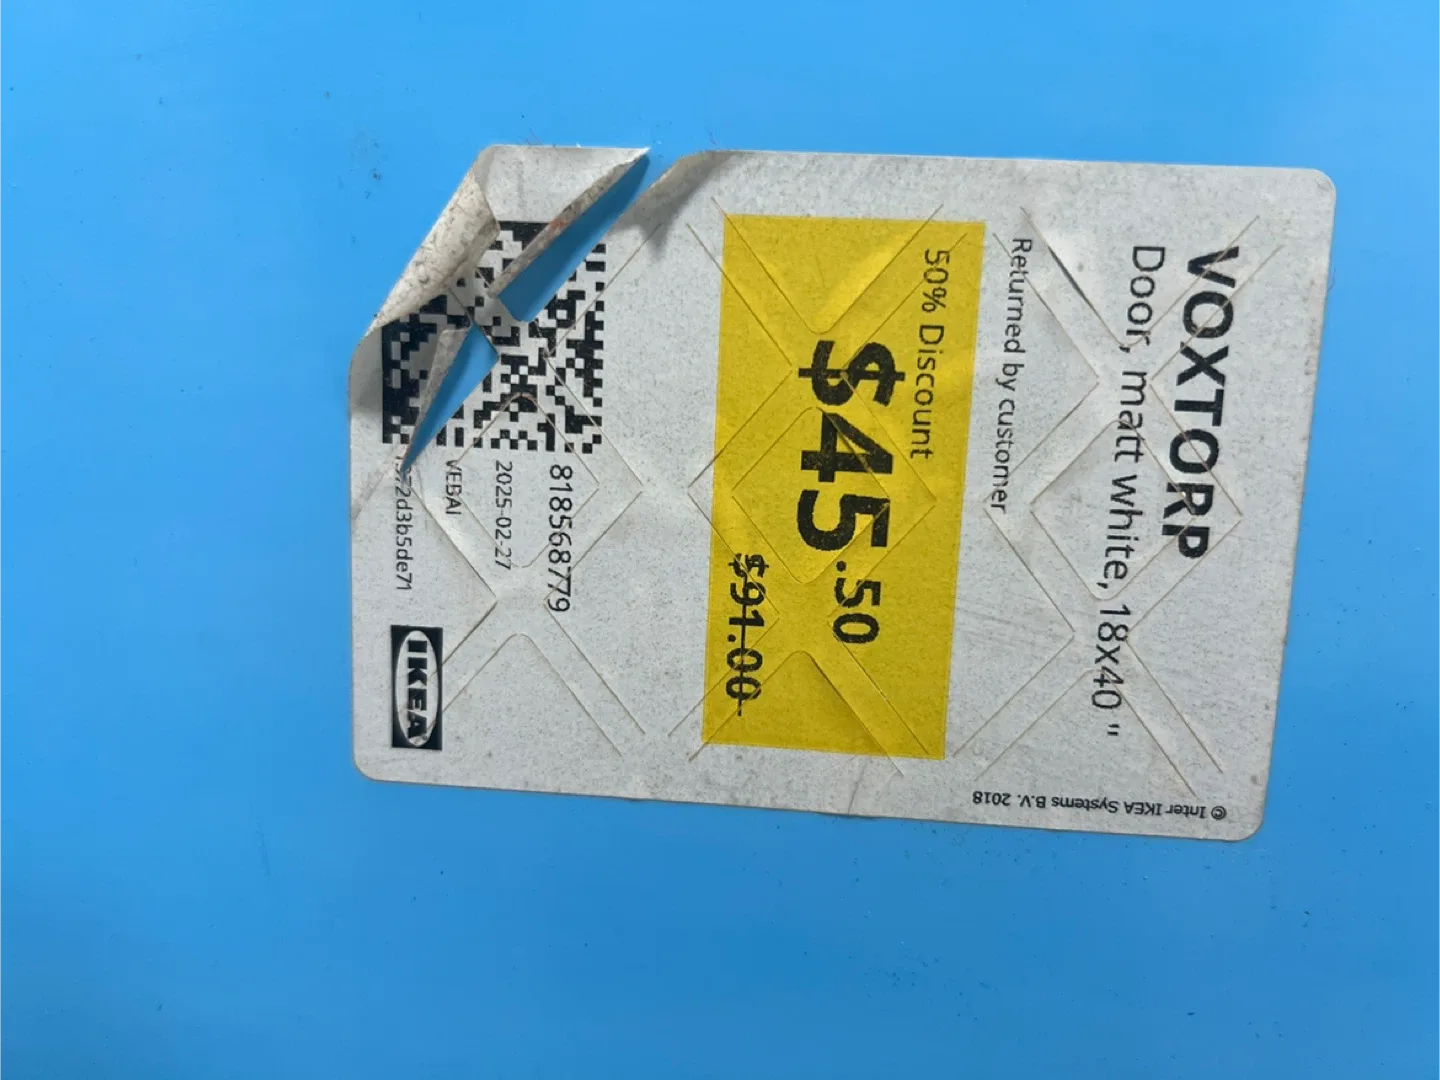 VOXTORP
Door, matt white, 18x40 "
Returned by customer
50% Discount
$45.50
$91.00
818568779
2025-02-27
VEBAI
IKEA
© Inter IKEA Systems B.V. 2018